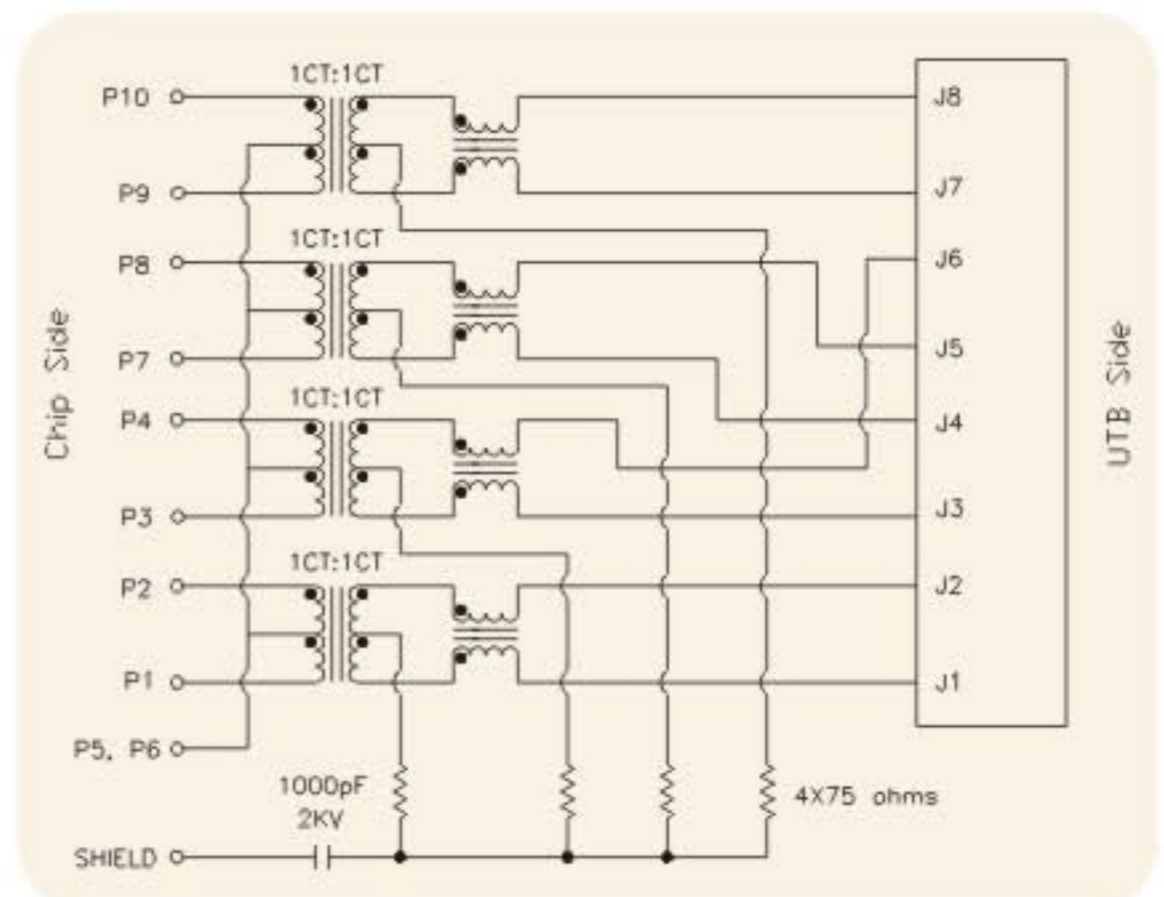 1CT:1CT
P10
J8
P9
J7
1CT:1CT
P8
J6
J5
P7
1CT:1CT
P4
J4
P3
J3
1CT:1CT
P2
J2
P1
J1
P5, P6
1000pF
2KV
4X75 ohms
SHIELD
Chip Side
UTB Side